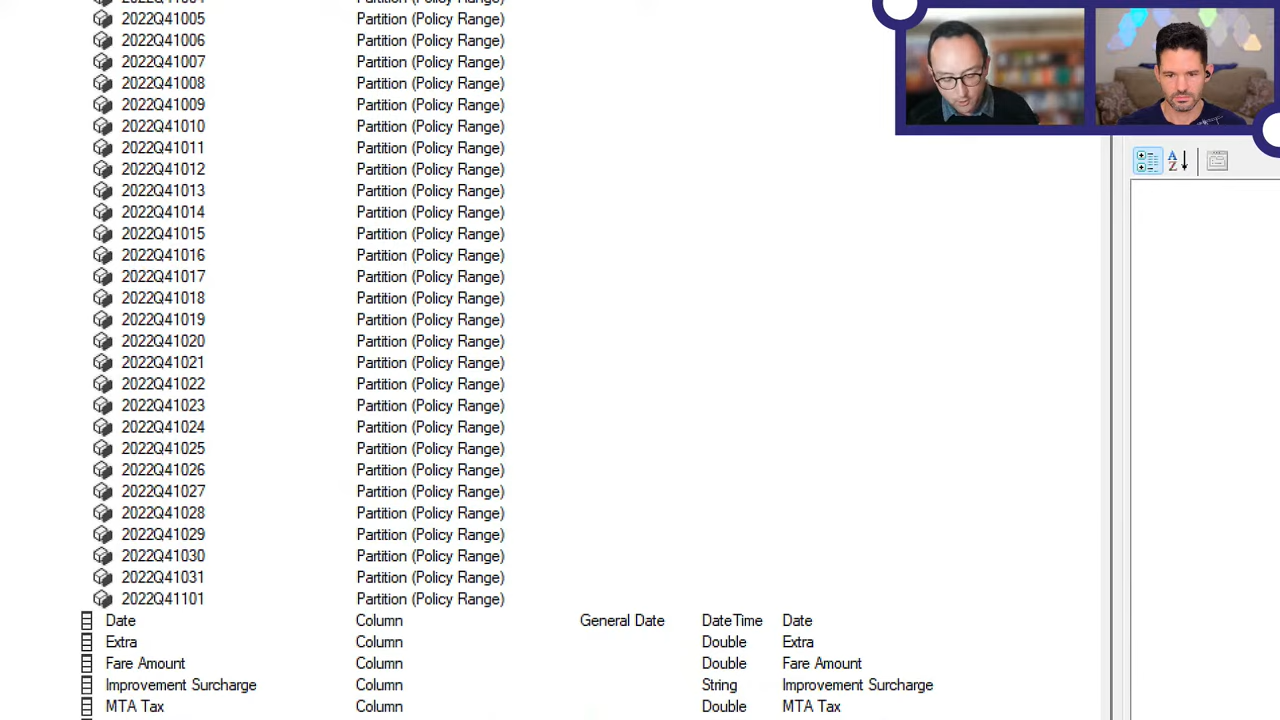 2022Q41005 Partition (Policy Range)
2022Q41006 Partition (Policy Range)
2022Q41007 Partition (Policy Range)
2022Q41008 Partition (Policy Range)
2022Q41009 Partition (Policy Range)
2022Q41010 Partition (Policy Range)
2022Q41011 Partition (Policy Range)
2022Q41012 Partition (Policy Range)
2022Q41013 Partition (Policy Range)
2022Q41014 Partition (Policy Range)
2022Q41015 Partition (Policy Range)
2022Q41016 Partition (Policy Range)
2022Q41017 Partition (Policy Range)
2022Q41018 Partition (Policy Range)
2022Q41019 Partition (Policy Range)
2022Q41020 Partition (Policy Range)
2022Q41021 Partition (Policy Range)
2022Q41022 Partition (Policy Range)
2022Q41023 Partition (Policy Range)
2022Q41024 Partition (Policy Range)
2022Q41025 Partition (Policy Range)
2022Q41026 Partition (Policy Range)
2022Q41027 Partition (Policy Range)
2022Q41028 Partition (Policy Range)
2022Q41029 Partition (Policy Range)
2022Q41030 Partition (Policy Range)
2022Q41031 Partition (Policy Range)
2022Q41101 Partition (Policy Range)
Date Column General Date DateTime Date
Extra Column Double Extra
Fare Amount Column Double Fare Amount
Improvement Surcharge Column String Improvement Surcharge
MTA Tax Column Double MTA Tax